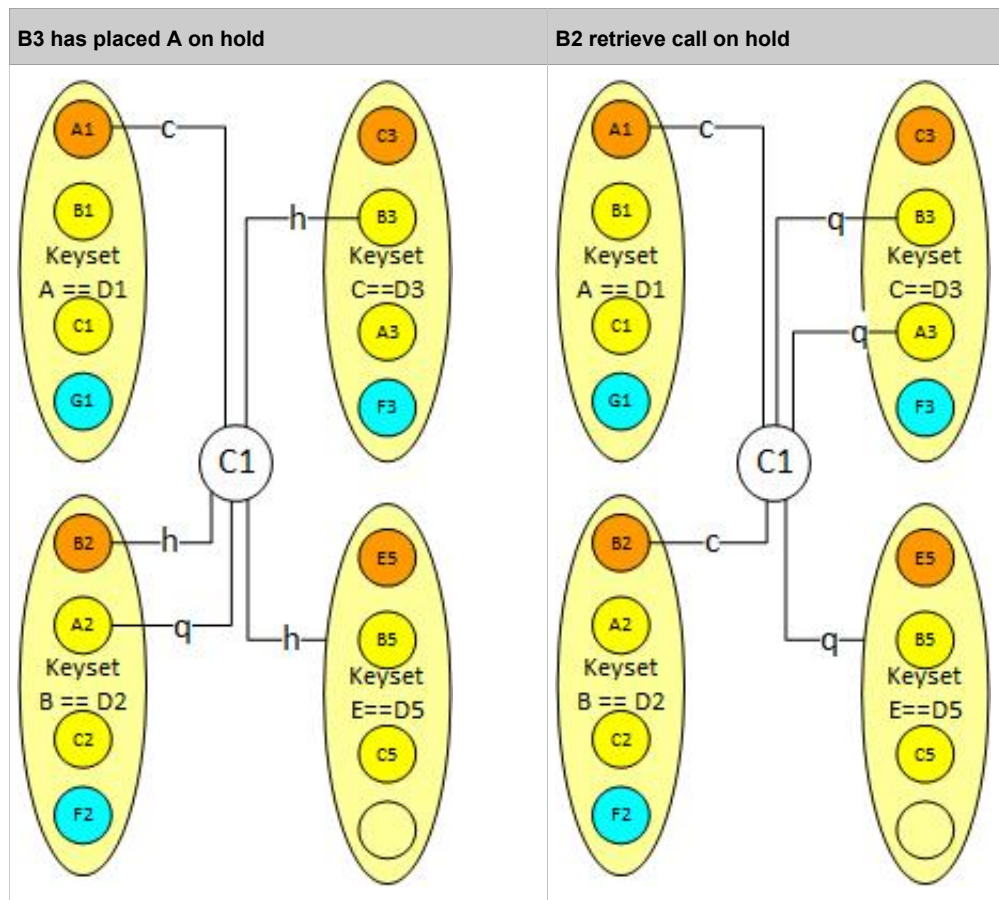 B3 has placed A on hold
B2 retrieve call on hold
A1
c
C3
B1
h
B3
Keyset
A == D1
Keyset
C==D3
C1
A3
G1
F3
C1
B2
h
E5
A2
q
h
B5
Keyset
B == D2
Keyset
E==D5
C2
C5
F2
A1
c
C3
B1
q
B3
Keyset
A == D1
Keyset
C==D3
C1
q
A3
G1
F3
C1
B2
c
E5
A2
q
B5
Keyset
B == D2
Keyset
E==D5
C2
C5
F2